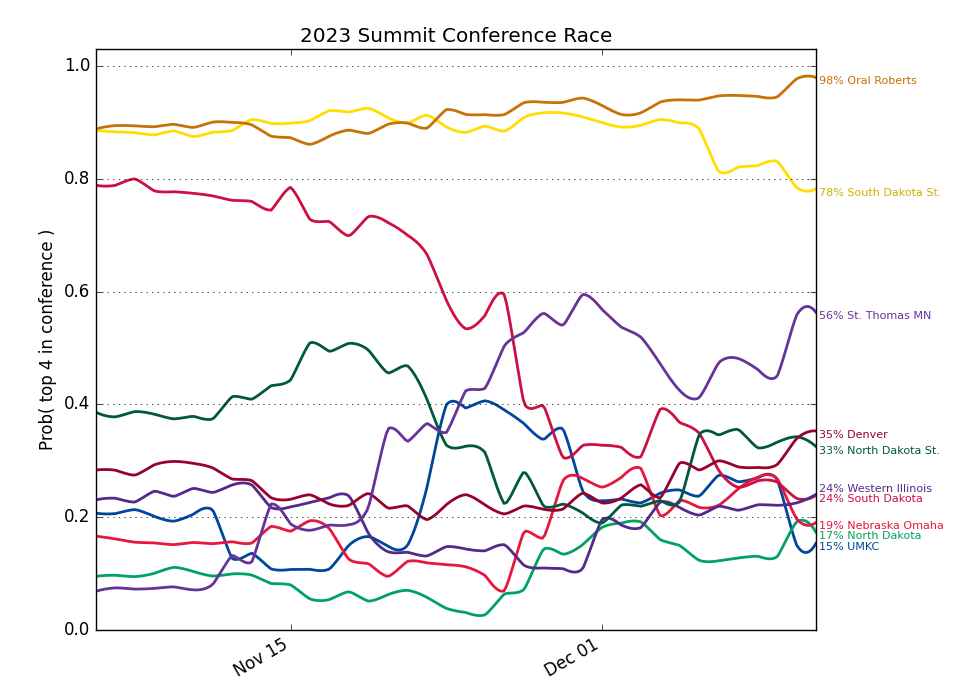 2023 Summit Conference Race
Prob( top 4 in conference )
1.0
0.8
0.6
0.4
0.2
0.0
Nov 15
Dec 01
98% Oral Roberts
78% South Dakota St.
56% St. Thomas MN
35% Denver
33% North Dakota St.
24% Western Illinois
24% South Dakota
19% Nebraska Omaha
17% North Dakota
15% UMKC